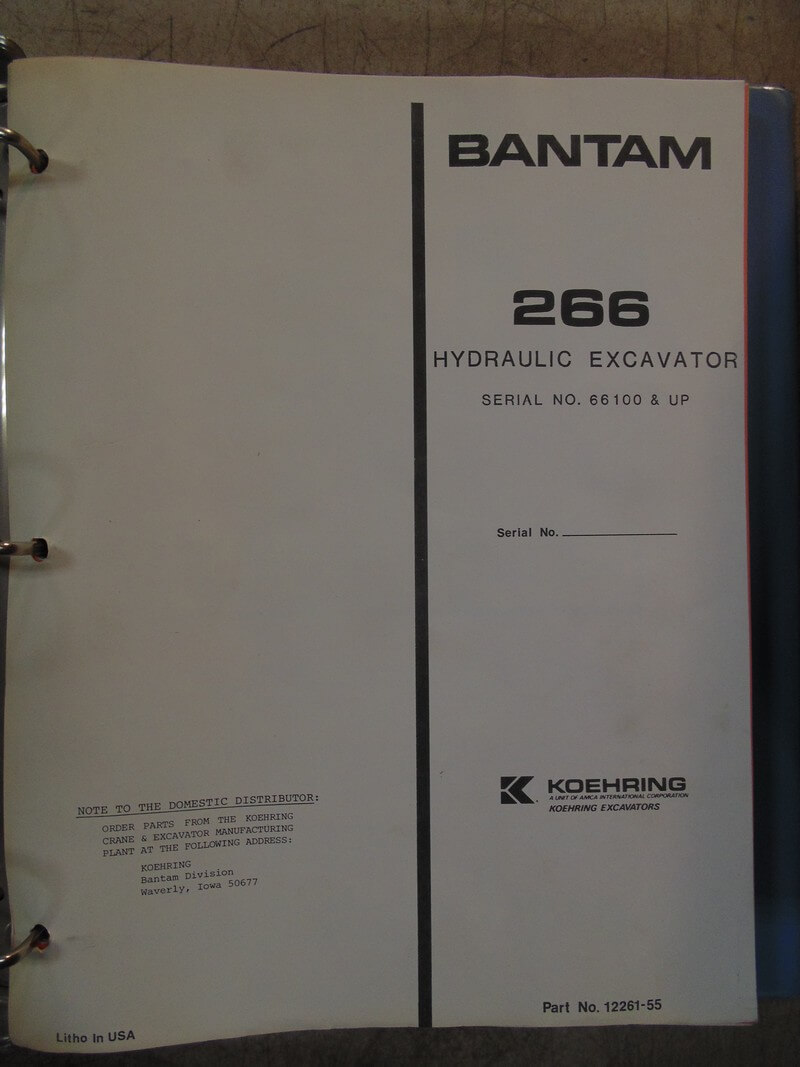 BANTAM
266
HYDRAULIC EXCAVATOR
SERIAL NO. 66100 & UP
Serial No.
KOEHRING
A UNIT OF AMCA INTERNATIONAL CORPORATION
KOEHRING EXCAVATORS
NOTE TO THE DOMESTIC DISTRIBUTOR:
ORDER PARTS FROM THE KOEHRING
CRANE & EXCAVATOR MANUFACTURING
PLANT AT THE FOLLOWING ADDRESS:
KOEHRING
Bantam Division
Waverly, Iowa 50677
Part No. 12261-55
Litho In USA